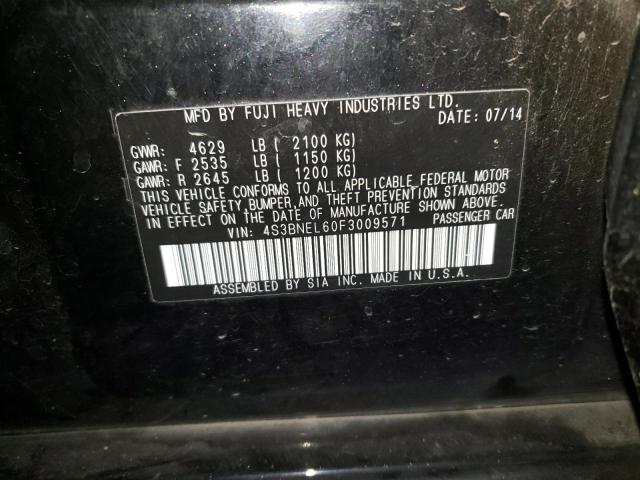 MFD BY FUJI HEAVY INDUSTRIES LTD.
DATE: 07/14
GVWR: 4629 LB ( 2100 KG)
GAWR: F 2535 LB ( 1150 KG)
GAWR: R 2645 LB ( 1200 KG)
THIS VEHICLE CONFORMS TO ALL APPLICABLE FEDERAL MOTOR
VEHICLE SAFETY, BUMPER, AND THEFT PREVENTION STANDARDS
IN EFFECT ON THE DATE OF MANUFACTURE SHOWN ABOVE.
VIN: 4S3BNEL60F3009571 PASSENGER CAR
ASSEMBLED BY SIA INC. MADE IN U.S.A.